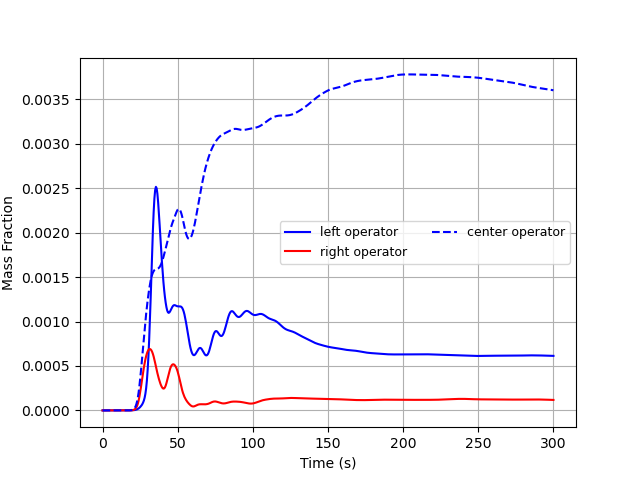 0.0035
0.0030
0.0025
0.0020
0.0015
0.0010
0.0005
0.0000
Mass Fraction
left operator
right operator
center operator
0 50 100 150 200 250 300
Time (s)